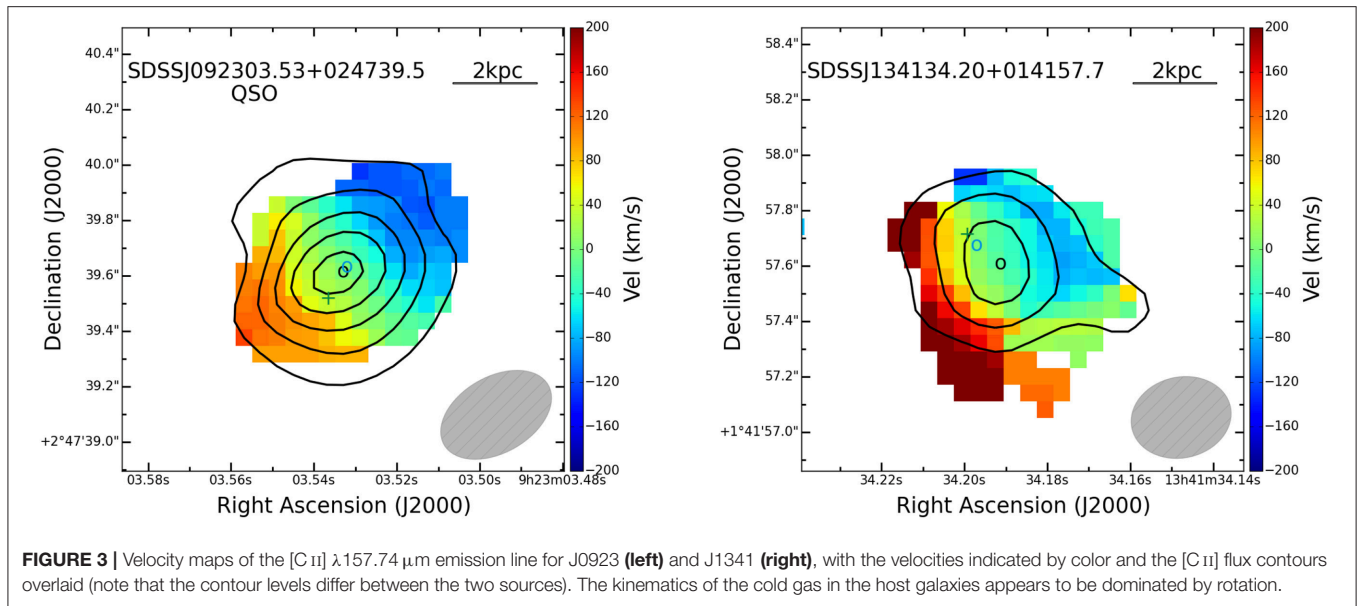 SDSSJ092303.53+024739.5
QSO
2kpc
40.4"
40.2"
40.0"
39.8"
39.6"
39.4"
39.2"
+2°47'39.0"
Declination (J2000)
03.58s 03.56s 03.54s 03.52s 03.50s 9h23m03.48s
Right Ascension (J2000)
200
160
120
80
40
0
−40
−80
−120
−160
−200
Vel (km/s)
SDSSJ134134.20+014157.7
2kpc
58.4"
58.2"
58.0"
57.8"
57.6"
57.4"
57.2"
+1°41'57.0"
Declination (J2000)
34.22s 34.20s 34.18s 34.16s 13h41m34.14s
Right Ascension (J2000)
200
160
120
80
40
0
−40
−80
−120
−160
−200
Vel (km/s)
FIGURE 3 | Velocity maps of the [C II] λ157.74 μm emission line for J0923 (left) and J1341 (right), with the velocities indicated by color and the [C II] flux contours
overlaid (note that the contour levels differ between the two sources). The kinematics of the cold gas in the host galaxies appears to be dominated by rotation.